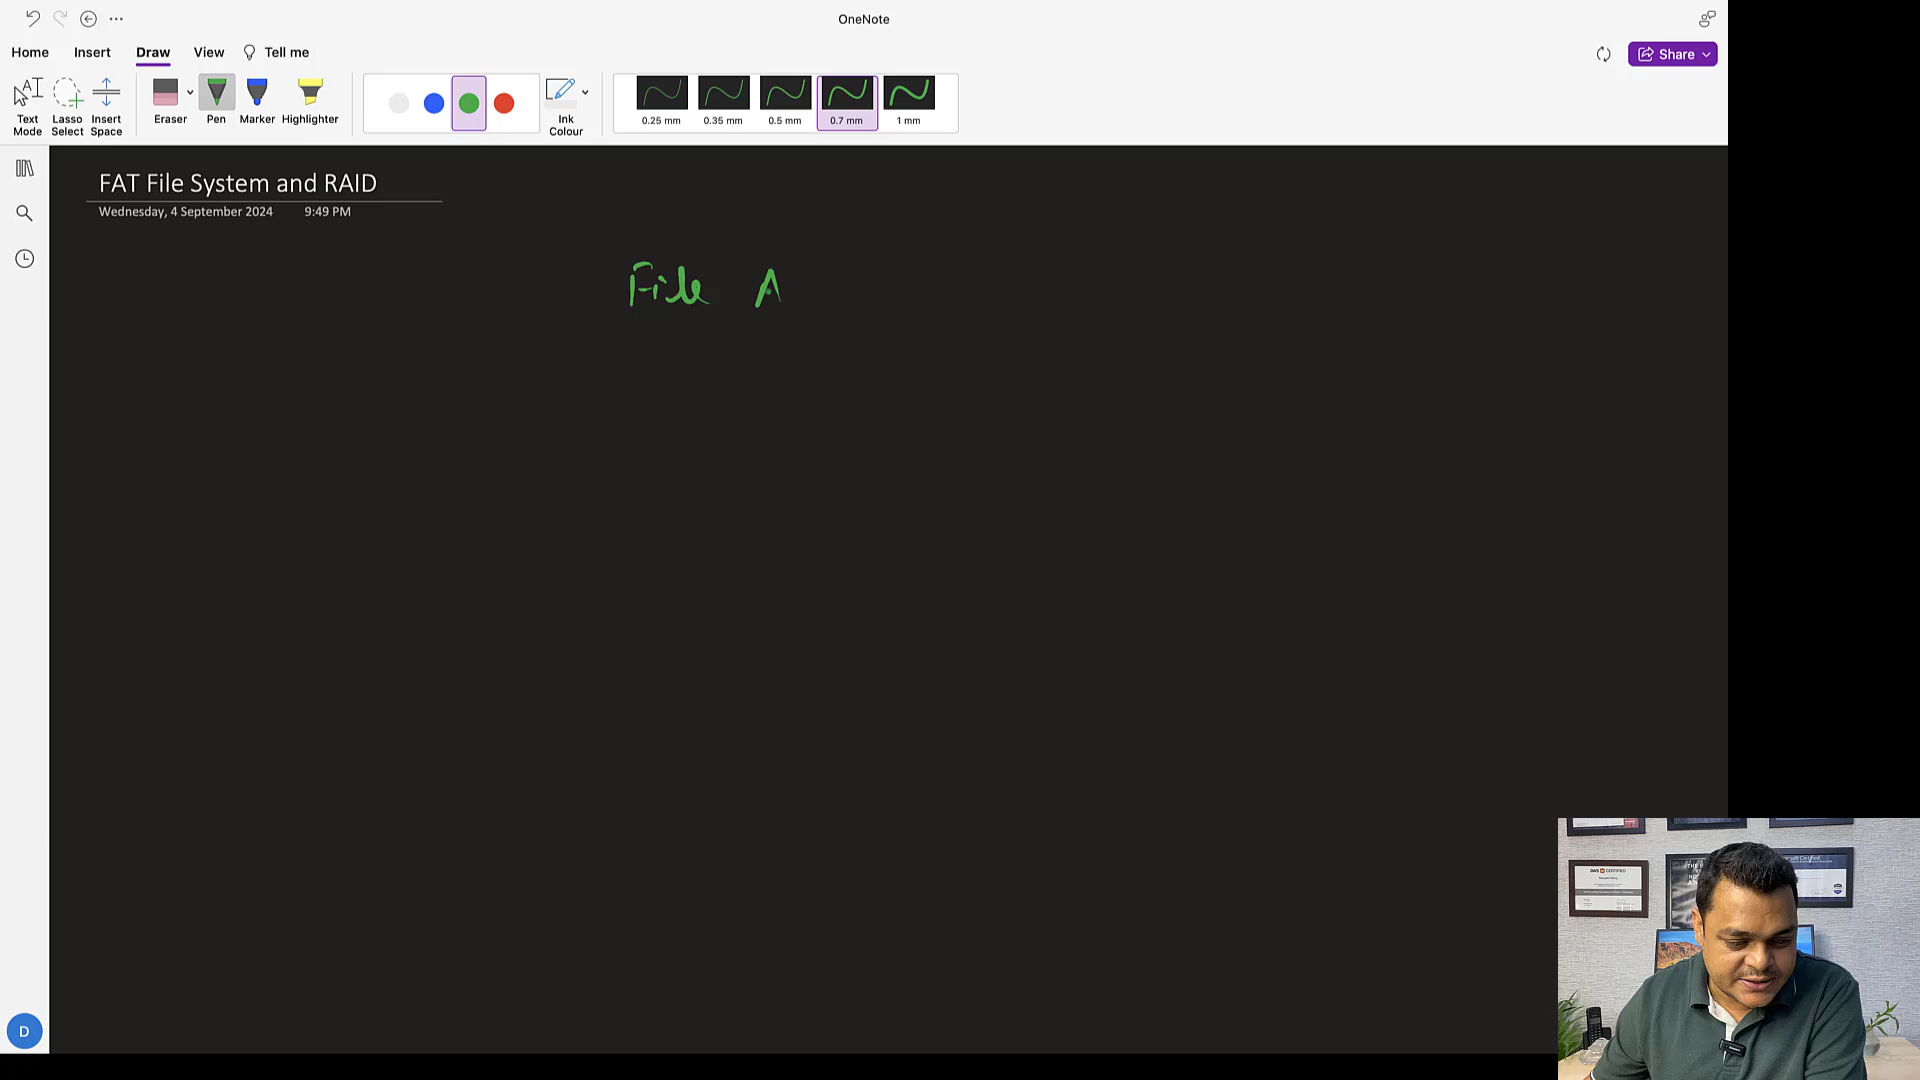 OneNote
Home Insert Draw View Tell me
Share
Text Mode
Lasso Select
Insert Space
Eraser
Pen
Marker
Highlighter
Ink Colour
0.25 mm
0.35 mm
0.5 mm
0.7 mm
1 mm
FAT File System and RAID
Wednesday, 4 September 2024 9:49 PM
File A
D
aws CERTIFIED